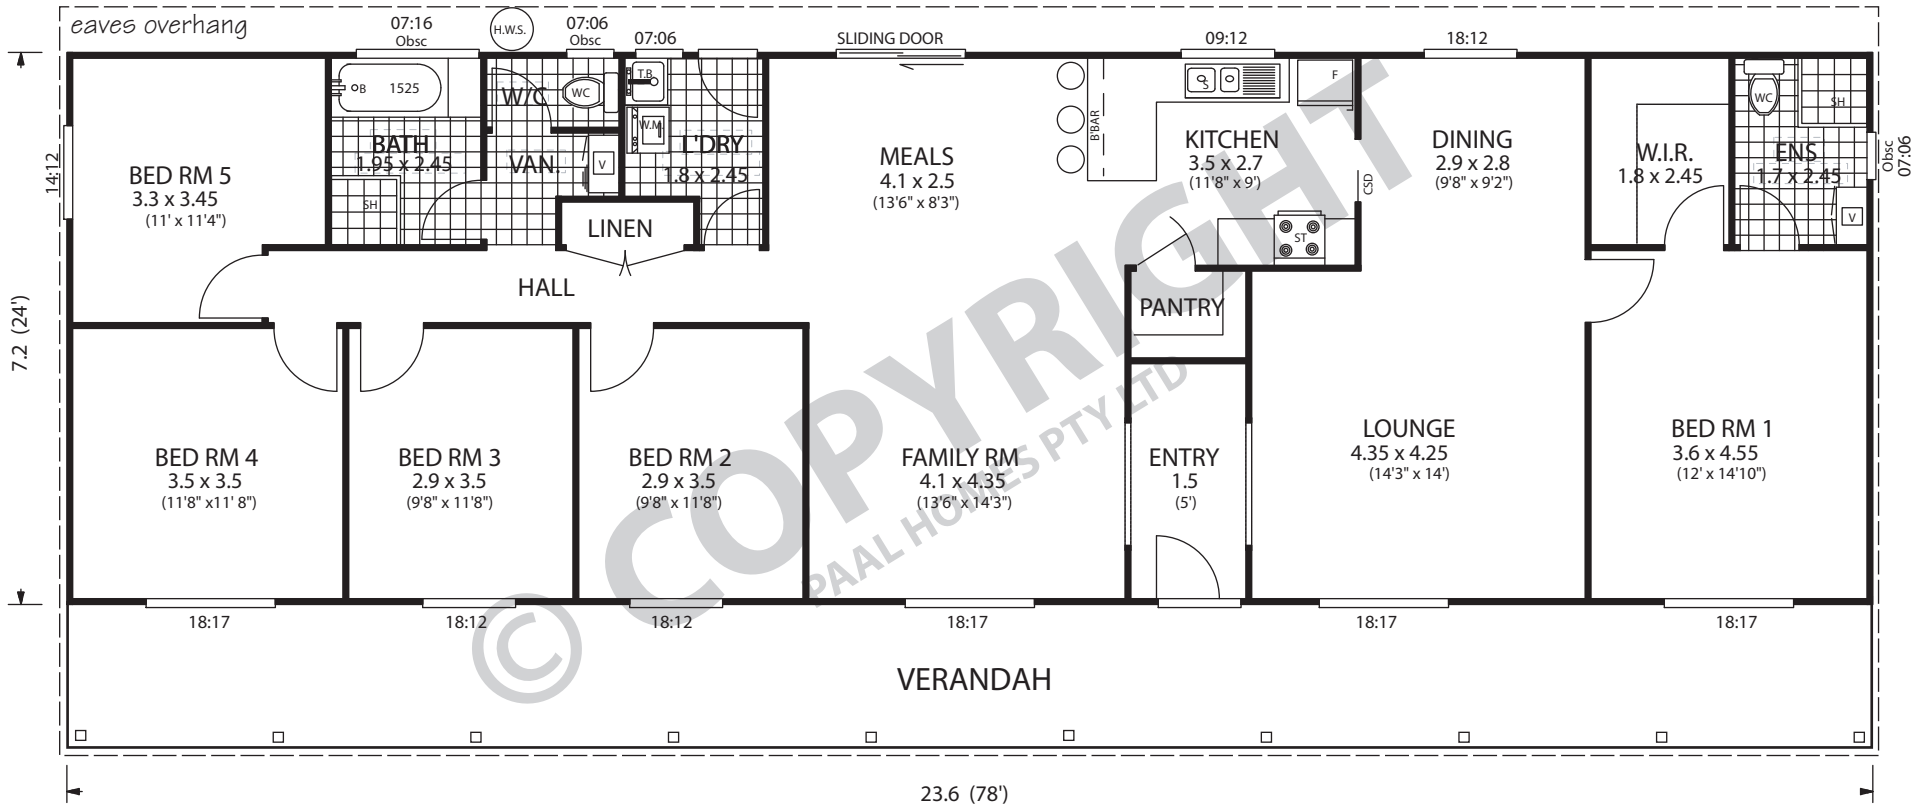 eaves overhang
07:16
Obsc
H.W.S.
07:06
Obsc
07:06
SLIDING DOOR
09:12
18:12
B
1525
W/C
WC
T.B
W.M.
B'BAR
S
F
WC
SH
14:12
BED RM 5
3.3 x 3.45
(11' x 11'4")
BATH
1.95 x 2.45
SH
VAN.
V
L'DRY
1.8 x 2.45
LINEN
MEALS
4.1 x 2.5
(13'6" x 8'3")
KITCHEN
3.5 x 2.7
(11'8" x 9')
CSD
ST
DINING
2.9 x 2.8
(9'8" x 9'2")
W.I.R.
1.8 x 2.45
ENS
1.7 x 2.45
V
Obsc
07:06
HALL
PANTRY
7.2 (24')
BED RM 4
3.5 x 3.5
(11'8" x11' 8")
BED RM 3
2.9 x 3.5
(9'8" x 11'8")
BED RM 2
2.9 x 3.5
(9'8" x 11'8")
FAMILY RM
4.1 x 4.35
(13'6" x 14'3")
ENTRY
1.5
(5')
LOUNGE
4.35 x 4.25
(14'3" x 14')
BED RM 1
3.6 x 4.55
(12' x 14'10")
© COPYRIGHT
PAAL HOMES PTY LTD
18:17
18:12
18:12
18:17
18:17
18:17
VERANDAH
23.6 (78')